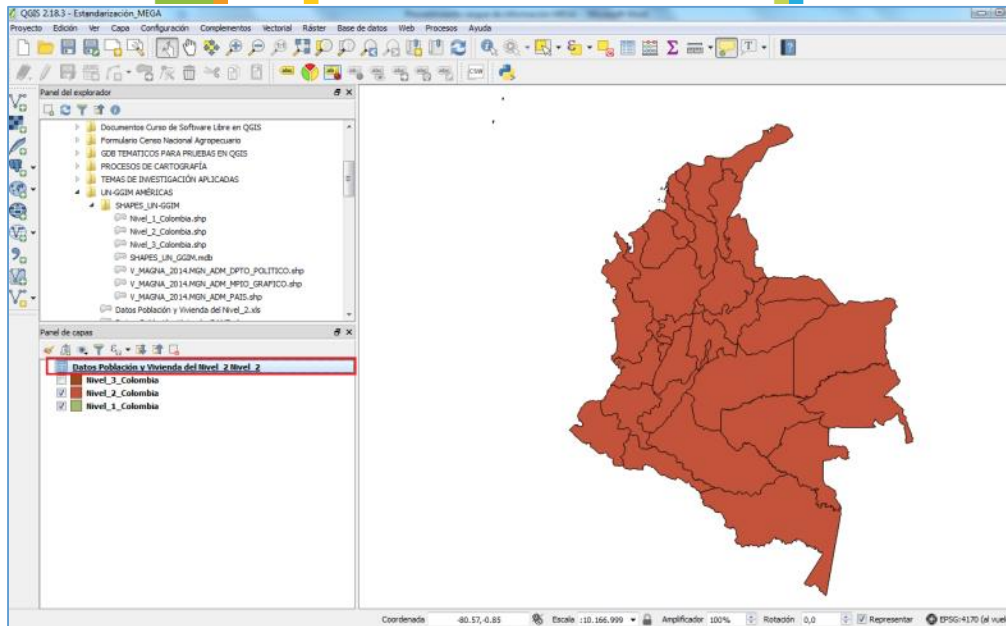 QGIS 2.18.3 - Estandarización_MEGA
Proyecto Edición Ver Capa Configuración Complementos Vectorial Ráster Base de datos Web Procesos Ayuda
Panel del explorador
Documentos Curso de Software Libre en QGIS
Formulario Censo Nacional Agropecuario
GDB TEMATICOS PARA PRUEBAS EN QGIS
PROCESOS DE CARTOGRAFÍA
TEMAS DE INVESTIGACIÓN APLICADAS
UN-GGIM AMÉRICAS
SHAPES_UN-GGIM
Nivel_1_Colombia.shp
Nivel_2_Colombia.shp
Nivel_3_Colombia.shp
SHAPES_UN_GGIM.mdb
V_MAGNA_2014.MGN_ADM_DPTO_POLITICO.shp
V_MAGNA_2014.MGN_ADM_MPIO_GRAFICO.shp
V_MAGNA_2014.MGN_ADM_PAIS.shp
Datos Población y Vivienda del Nivel_2.xls
Panel de capas
Datos Población y Vivienda del Nivel_2 Nivel_2
Nivel_3_Colombia
Nivel_2_Colombia
Nivel_1_Colombia
Coordenada -80.57,-0.85 Escala :10.166.999 Amplificador 100% Rotación 0,0 Representar EPSG:4170 (al vuelo